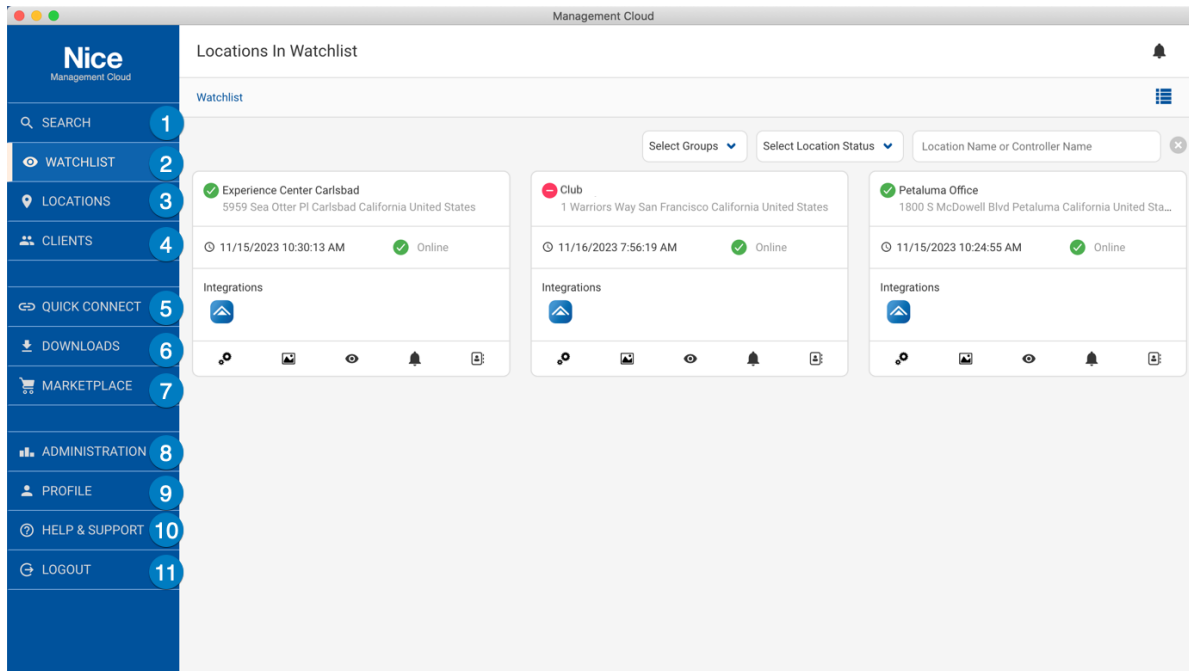 Management Cloud
Nice
Management Cloud
SEARCH 1
WATCHLIST 2
LOCATIONS 3
CLIENTS 4
QUICK CONNECT 5
DOWNLOADS 6
MARKETPLACE 7
ADMINISTRATION 8
PROFILE 9
HELP & SUPPORT 10
LOGOUT 11
Locations In Watchlist
Watchlist
Select Groups Select Location Status Location Name or Controller Name
Experience Center Carlsbad
5959 Sea Otter Pl Carlsbad California United States
11/15/2023 10:30:13 AM Online
Integrations
Club
1 Warriors Way San Francisco California United States
11/16/2023 7:56:19 AM Online
Integrations
Petaluma Office
1800 S McDowell Blvd Petaluma California United Sta...
11/15/2023 10:24:55 AM Online
Integrations